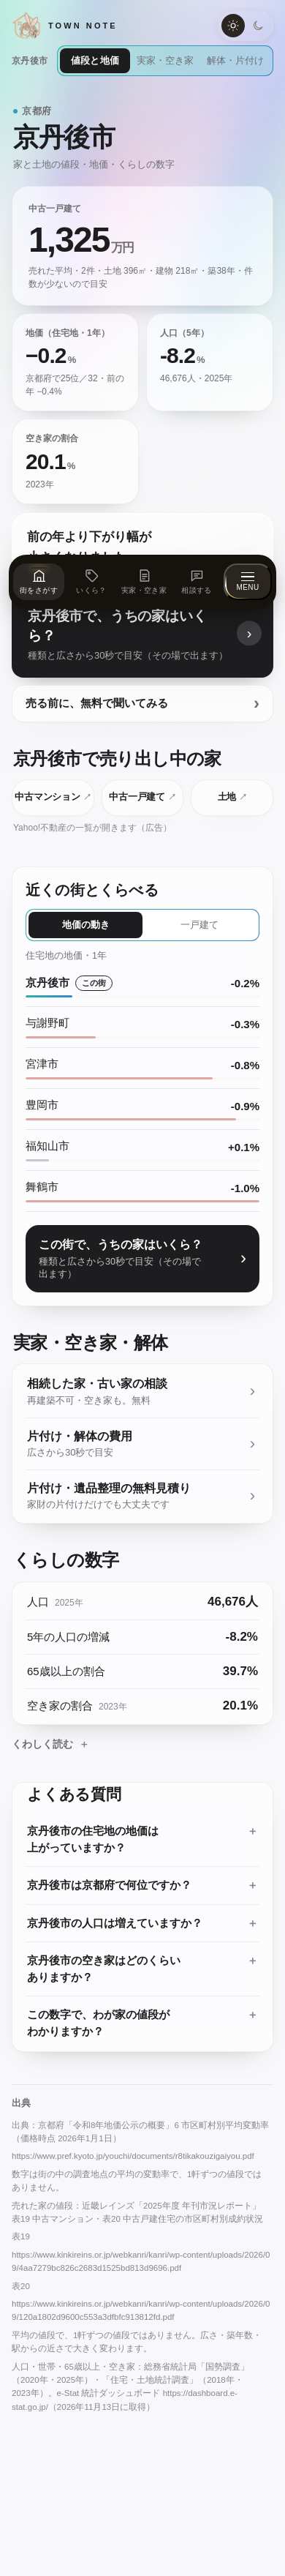 TOWN NOTE
京丹後市
値段と地価
実家・空き家
解体・片付け
京都府
京丹後市
家と土地の値段・地価・くらしの数字
中古一戸建て
1,325万円
売れた平均・2件・土地 396㎡・建物 218㎡・築38年・件
数が少ないので目安
地価（住宅地・1年）
−0.2%
京都府で25位／32・前の
年 −0.4%
人口（5年）
-8.2%
46,676人・2025年
空き家の割合
20.1%
2023年
前の年より下がり幅が
街をさがす
いくら？
実家・空き家
相談する
MENU
京丹後市で、うちの家はいく
ら？
種類と広さから30秒で目安（その場で出ます）
売る前に、無料で聞いてみる
京丹後市で売り出し中の家
中古マンション ↗
中古一戸建て ↗
土地 ↗
Yahoo!不動産の一覧が開きます（広告）
近くの街とくらべる
地価の動き
一戸建て
住宅地の地価・1年
京丹後市 この街 -0.2%
与謝野町 -0.3%
宮津市 -0.8%
豊岡市 -0.9%
福知山市 +0.1%
舞鶴市 -1.0%
この街で、うちの家はいくら？
種類と広さから30秒で目安（その場で
出ます）
実家・空き家・解体
相続した家・古い家の相談
再建築不可・空き家も。無料
片付け・解体の費用
広さから30秒で目安
片付け・遺品整理の無料見積り
家財の片付けだけでも大丈夫です
くらしの数字
人口 2025年 46,676人
5年の人口の増減 -8.2%
65歳以上の割合 39.7%
空き家の割合 2023年 20.1%
くわしく読む +
よくある質問
京丹後市の住宅地の地価は
上がっていますか？ +
京丹後市は京都府で何位ですか？ +
京丹後市の人口は増えていますか？ +
京丹後市の空き家はどのくらい
ありますか？ +
この数字で、わが家の値段が
わかりますか？ +
出典
出典：京都府「令和8年地価公示の概要」6 市区町村別平均変動率
（価格時点 2026年1月1日）
https://www.pref.kyoto.jp/youchi/documents/r8tikakouzigaiyou.pdf
数字は街の中の調査地点の平均の変動率で、1軒ずつの値段では
ありません。
売れた家の値段：近畿レインズ「2025年度 年刊市況レポート」
表19 中古マンション・表20 中古戸建住宅の市区町村別成約状況
表19
https://www.kinkireins.or.jp/webkanri/kanri/wp-content/uploads/2026/0
9/4aa7279bc826c2683d1525bd813d9696.pdf
表20
https://www.kinkireins.or.jp/webkanri/kanri/wp-content/uploads/2026/0
9/120a1802d9600c553a3dfbfc913812fd.pdf
平均の値段で、1軒ずつの値段ではありません。広さ・築年数・
駅からの近さで大きく変わります。
人口・世帯・65歳以上・空き家：総務省統計局「国勢調査」
（2020年・2025年）・「住宅・土地統計調査」（2018年・
2023年）。e-Stat 統計ダッシュボード https://dashboard.e-
stat.go.jp/（2026年11月13日に取得）